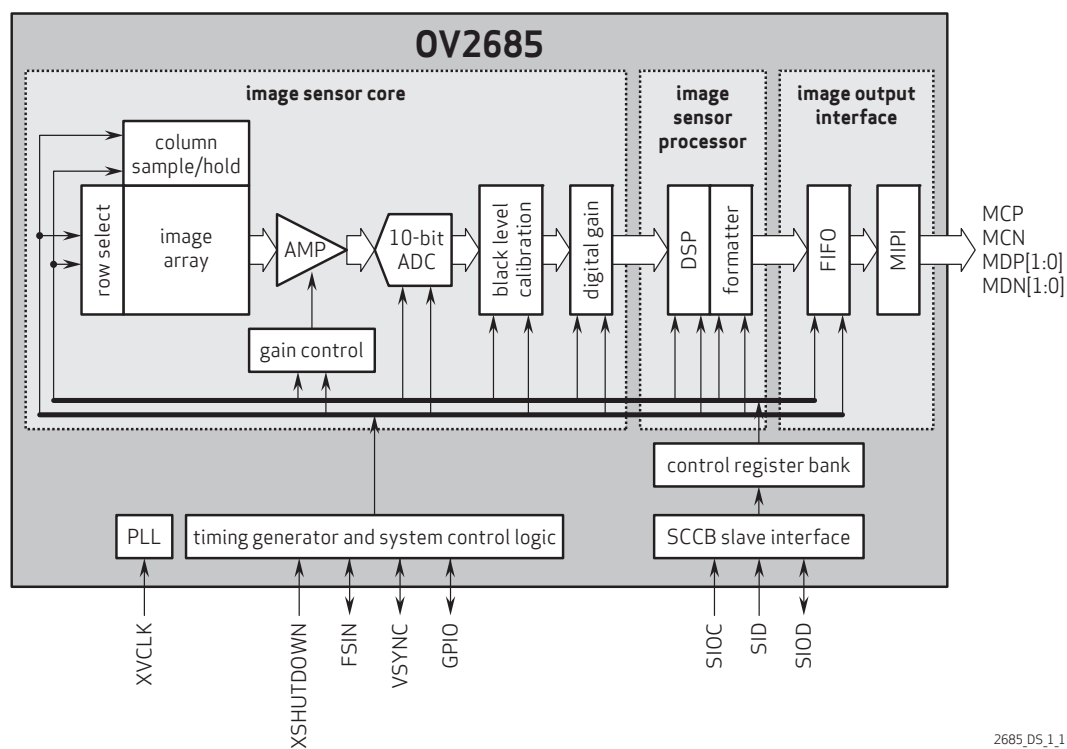 OV2685
image sensor core
image
sensor
processor
image output
interface
column
sample/hold
row select
image
array
AMP
10-bit
ADC
black level
calibration
digital gain
DSP
formatter
FIFO
MIPI
MCP
MCN
MDP[1:0]
MDN[1:0]
gain control
control register bank
PLL
timing generator and system control logic
SCCB slave interface
XVCLK
XSHUTDOWN
FSIN
VSYNC
GPIO
SIOC
SID
SIOD
2685_DS_1_1